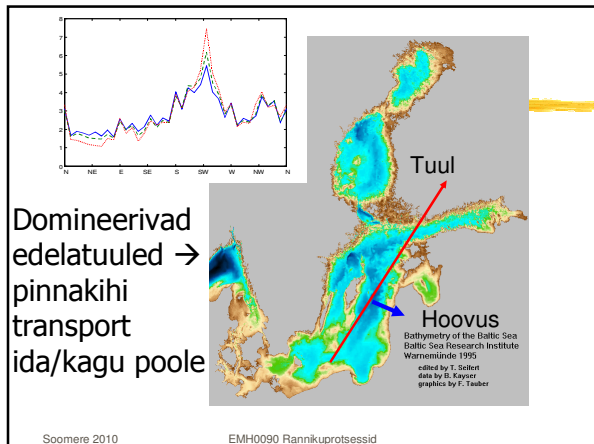 8
7
6
5
4
3
2
1
0
N NE E SE S SW W NW N
Domineerivad
edelatuuled →
pinnakihi
transport
ida/kagu poole
Tuul
Hoovus
Bathymetry of the Baltic Sea
Baltic Sea Research Institute
Warnemünde 1995
edited by T. Seifert
data by B. Kayser
graphics by F. Tauber
Soomere 2010 EMH0090 Rannikuprotsessid